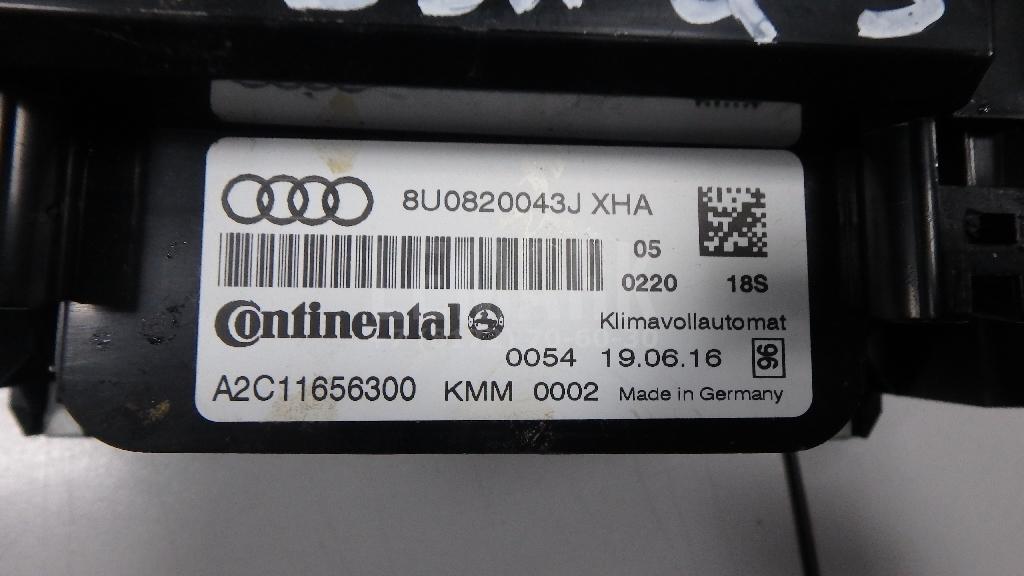 8U0820043J XHA
05
0220 18S
Continental
Klimavollautomat
0054 19.06.16 96
A2C11656300 KMM 0002 Made in Germany